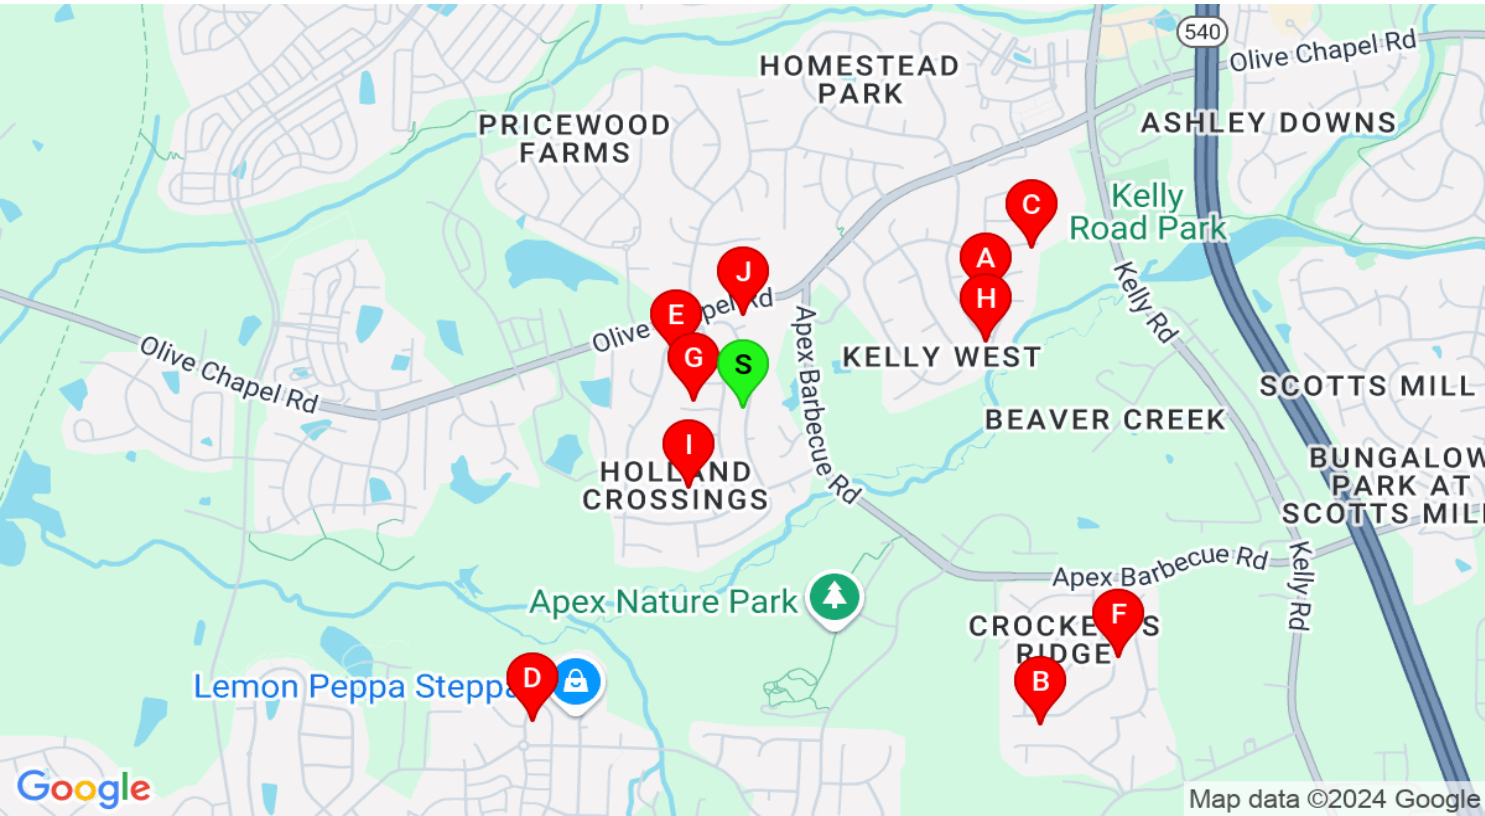 540
Olive Chapel Rd
HOMESTEAD
PARK
ASHLEY DOWNS
PRICEWOOD
FARMS
Kelly
Road Park
C
A
H
J
E
G
S
Olive Chapel Rd
Kelly Rd
Apex Barbecue Rd
KELLY WEST
Olive Chapel Rd
SCOTTS MILL
BEAVER CREEK
I
HOLLAND
CROSSINGS
BUNGALOW
PARK AT
SCOTTS MILL
Apex Barbecue Rd
Kelly Rd
Apex Nature Park
F
CROCKETTS
RIDGE
B
D
Lemon Peppa Steppa
Google
Map data ©2024 Google